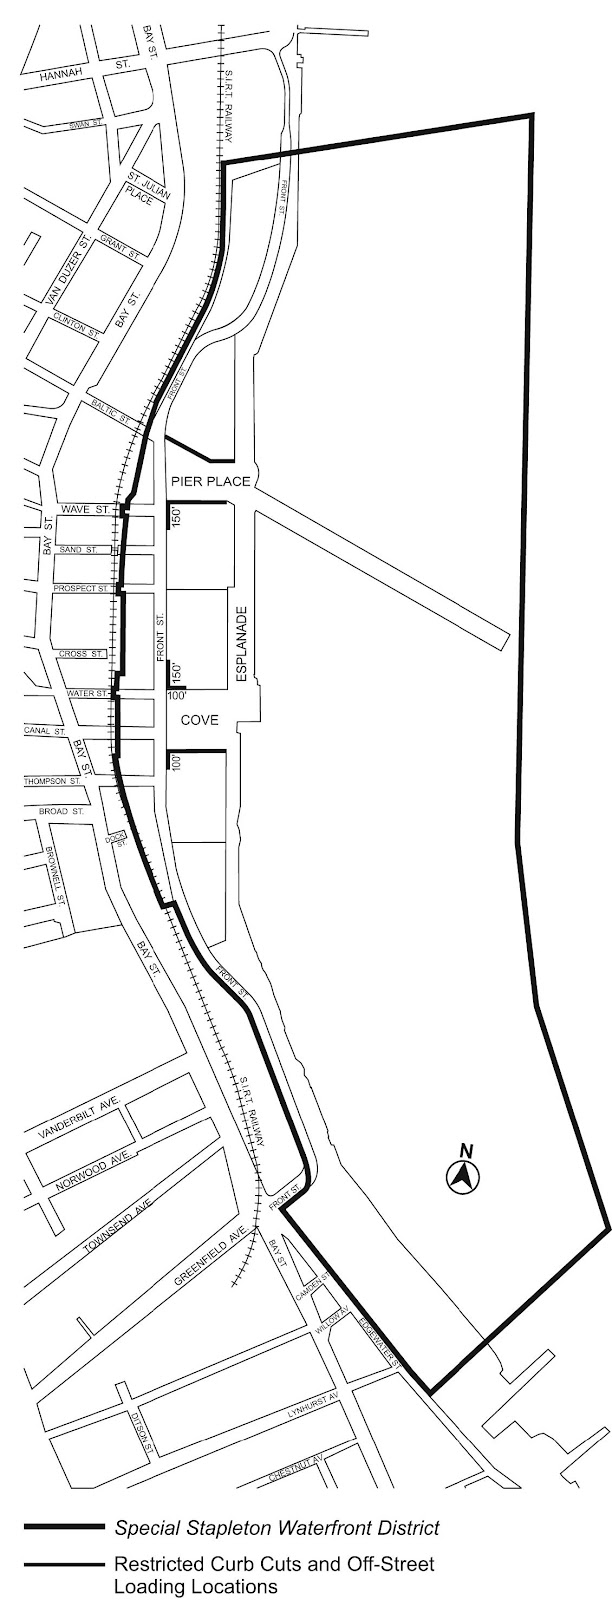 BAY ST.
HANNAH ST.
S.I.R.T. RAILWAY
SWAN ST.
ST JULIAN
PLACE
FRONT ST.
GRANT ST.
VAN DUZER ST.
BAY ST.
CLINTON ST.
FRONT ST.
BALTIC ST.
PIER PLACE
WAVE ST.
150'
BAY ST.
SAND ST.
PROSPECT ST.
FRONT ST.
ESPLANADE
CROSS ST.
150'
WATER ST.
100'
COVE
CANAL ST.
BAY ST.
100'
THOMPSON ST.
BROAD ST.
DOCK
ST.
BROWNELL ST.
BAY ST.
FRONT ST.
S.I.R.T. RAILWAY
VANDERBILT AVE.
N
NORWOOD AVE.
FRONT ST.
TOWNSEND AVE.
GREENFIELD AVE.
BAY ST
CAMDEN ST
WILLOW AV
EDGEWATER ST
LYNHURST AV
DITSON ST
CHESTNUT AV
Special Stapleton Waterfront District
Restricted Curb Cuts and Off-Street
Loading Locations